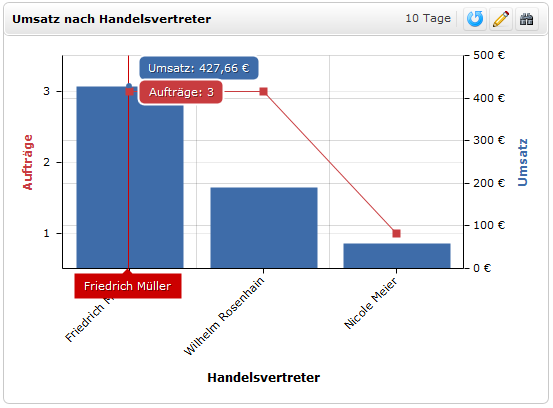 Umsatz nach Handelsvertreter
10 Tage
500 €
Umsatz: 427,66 €
3
Aufträge: 3
400 €
300 €
Aufträge
Umsatz
2
200 €
1
100 €
0 €
Friedrich Müller
Friedrich M
Wilhelm Rosenhain
Nicole Meier
Handelsvertreter